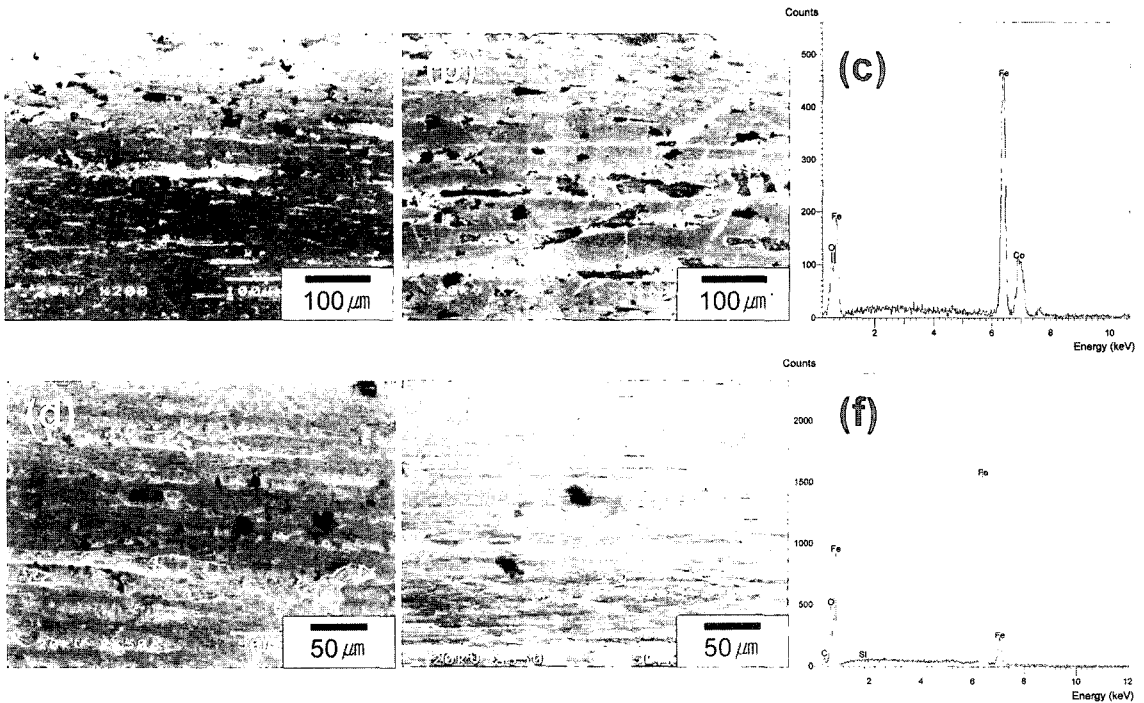 Counts
500
400
300
200
100
0
(c)
Fe
Fe
O
Co
2 4 6 8 10
Energy (keV)
100 μm
100 μm
(d)
50 μm
50 μm
Counts
2000
1500
1000
500
0
(f)
Fe
Fe
O
Fe
C
Si
2 4 6 8 10 12
Energy (keV)